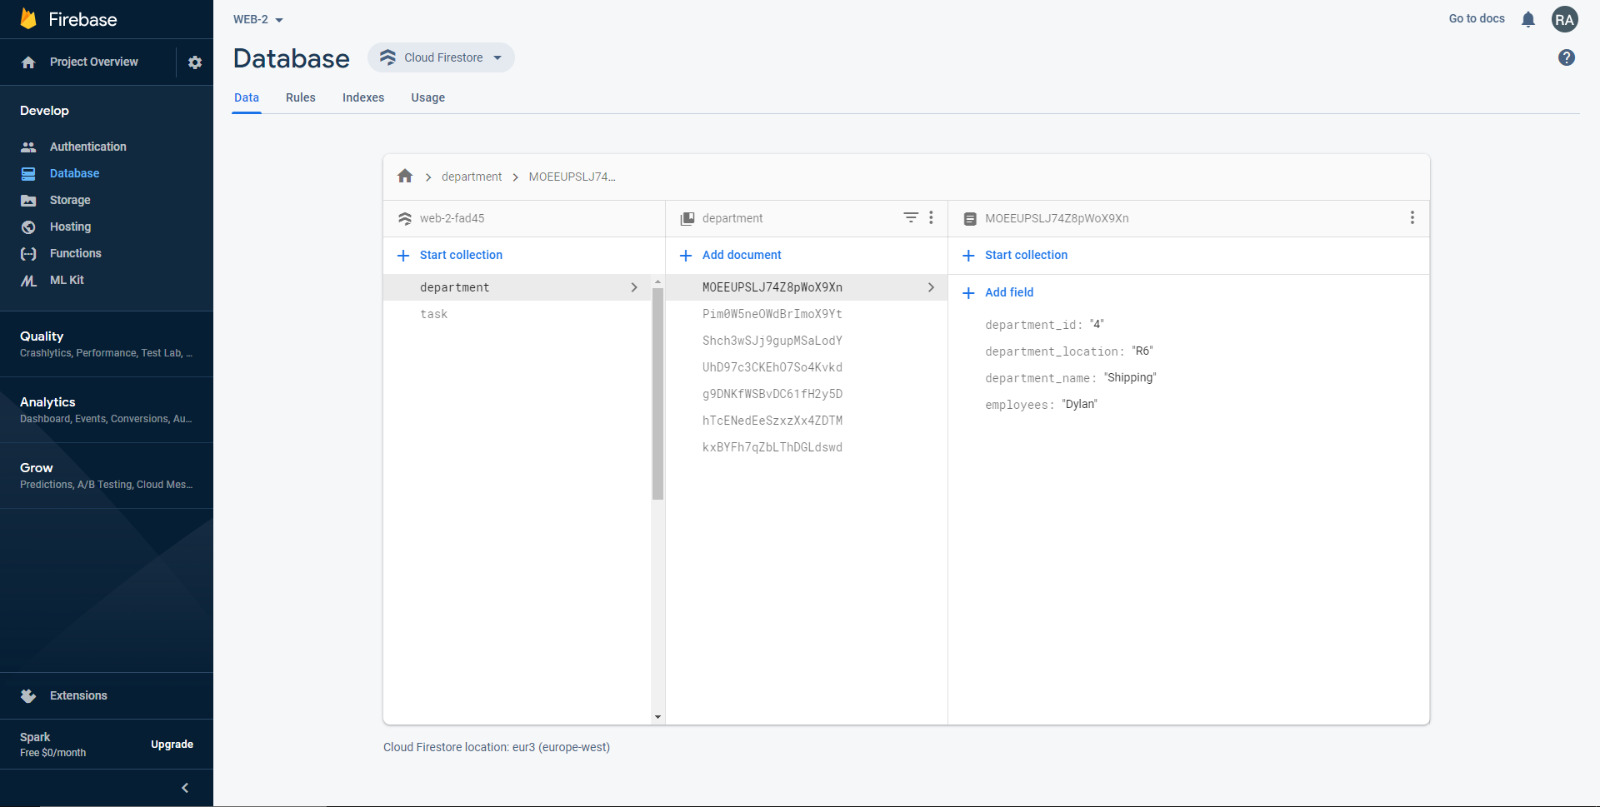 Firebase
Project Overview
Develop
Authentication
Database
Storage
Hosting
Functions
ML Kit
Quality
Crashlytics, Performance, Test Lab, ...
Analytics
Dashboard, Events, Conversions, Au...
Grow
Predictions, A/B Testing, Cloud Mes...
Extensions
Spark
Free $0/month
Upgrade
WEB-2
Go to docs
RA
Database
Cloud Firestore
?
Data Rules Indexes Usage
department MOEEUPSLJ74...
web-2-fad45
Start collection
department
task
department
Add document
MOEEUPSLJ74Z8pWoX9Xn
Pim0W5neOWdBrImoX9Yt
Shch3wSJj9gupMSaLodY
UhD97c3CKEhO7So4Kvkd
g9DNKfWSBvDC61fH2y5D
hTcENedEeSzxzXx4ZDTM
kxBYFh7qZbLThDGLdswd
MOEEUPSLJ74Z8pWoX9Xn
Start collection
Add field
department_id: "4"
department_location: "R6"
department_name: "Shipping"
employees: "Dylan"
Cloud Firestore location: eur3 (europe-west)